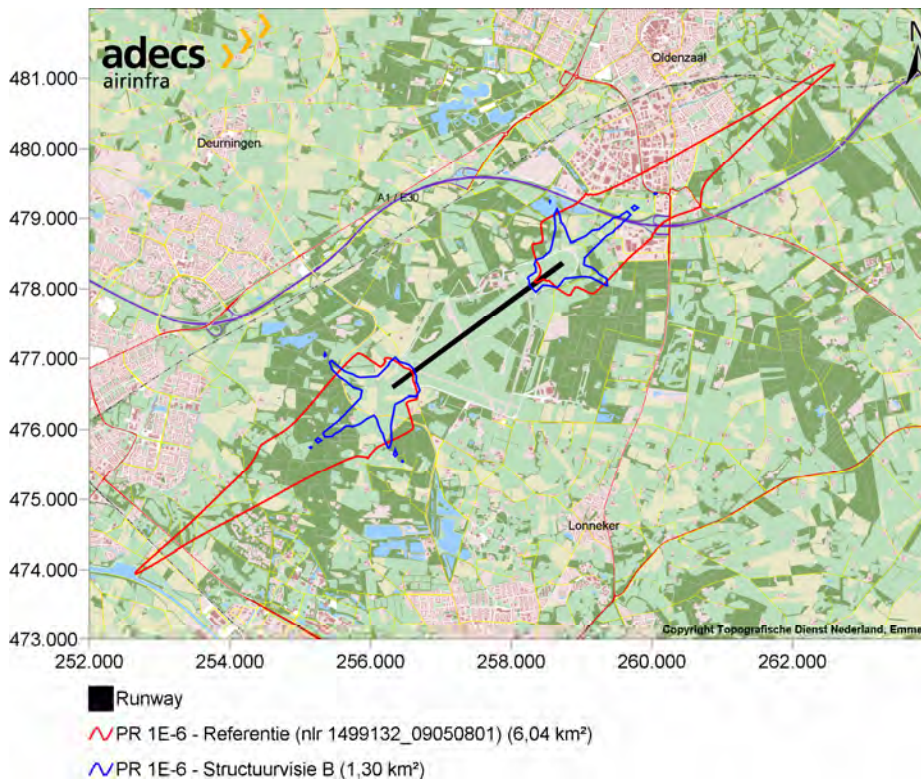 adecs
airinfra
N
Oldenzaal
481.000
Deurningen
480.000
A1 / E30
479.000
478.000
477.000
476.000
475.000
Lonneker
474.000
473.000
Copyright Topografische Dienst Nederland, Emme
252.000 254.000 256.000 258.000 260.000 262.000
Runway
PR 1E-6 - Referentie (nlr 1499132_09050801) (6,04 km²)
PR 1E-6 - Structuurvisie B (1,30 km²)